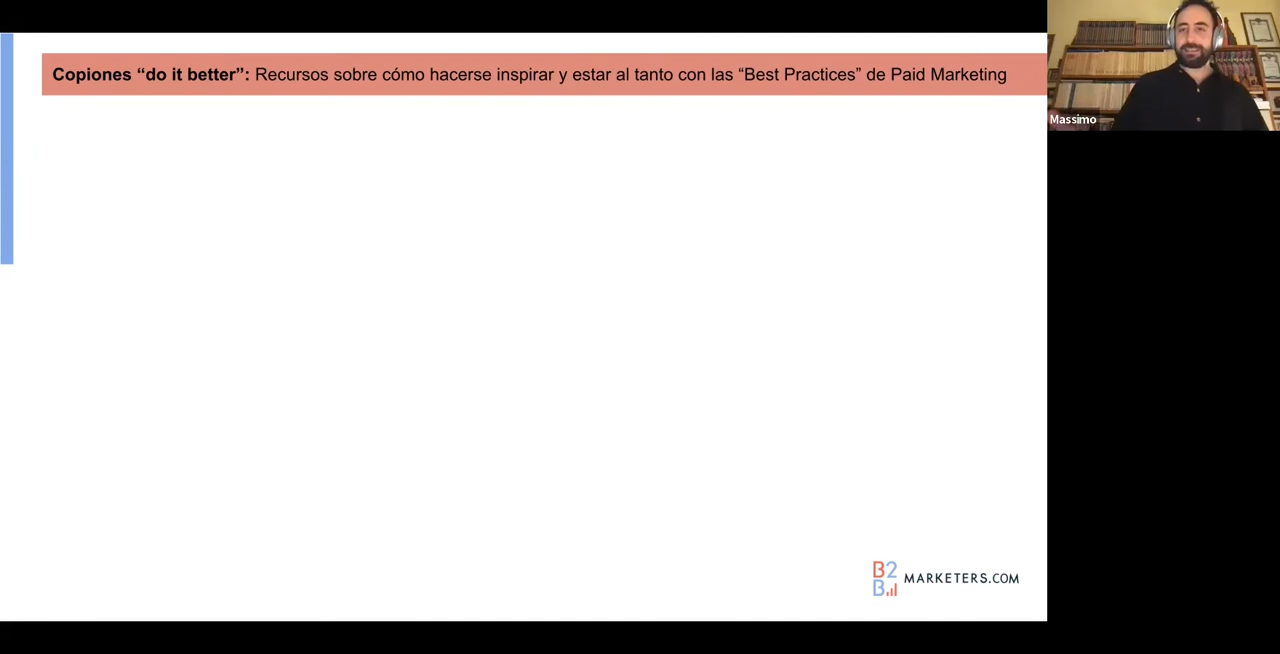 Copiones “do it better”: Recursos sobre cómo hacerse inspirar y estar al tanto con las “Best Practices” de Paid Marketing
Massimo
B2B MARKETERS.COM